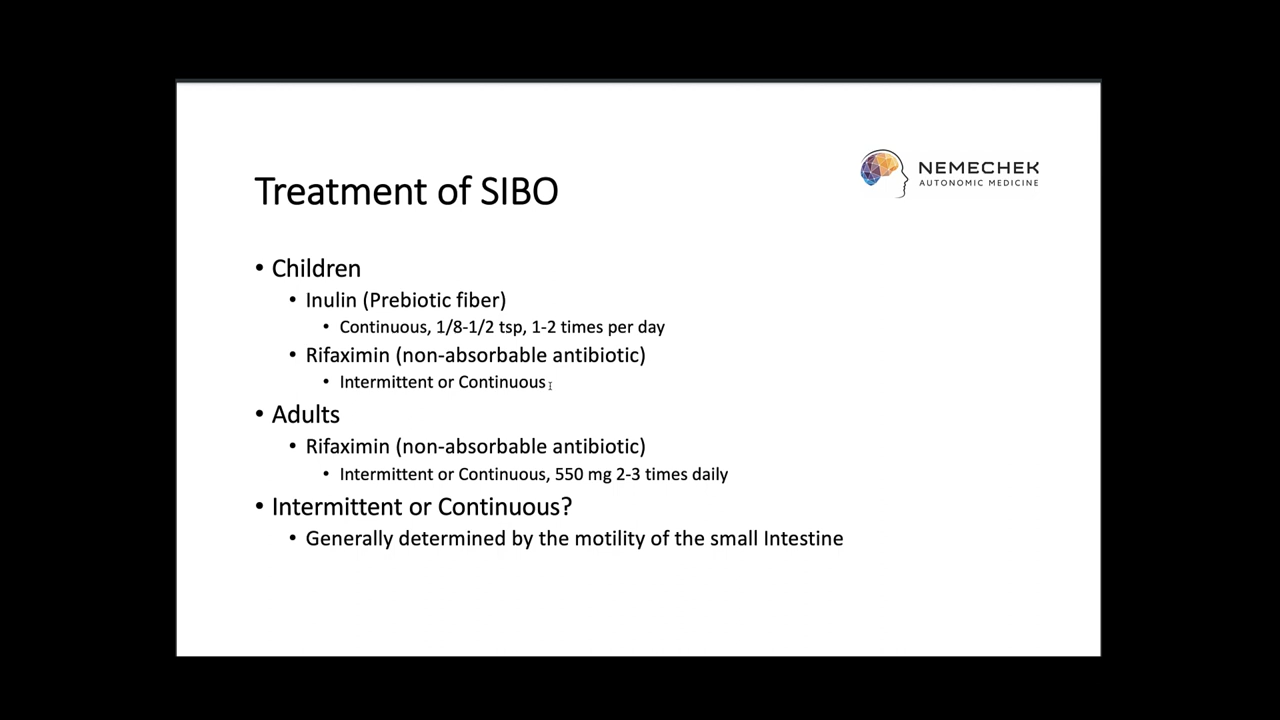 NEMECHEK
AUTONOMIC MEDICINE
Treatment of SIBO
• Children
• Inulin (Prebiotic fiber)
• Continuous, 1/8-1/2 tsp, 1-2 times per day
• Rifaximin (non-absorbable antibiotic)
• Intermittent or Continuous
• Adults
• Rifaximin (non-absorbable antibiotic)
• Intermittent or Continuous, 550 mg 2-3 times daily
• Intermittent or Continuous?
• Generally determined by the motility of the small Intestine